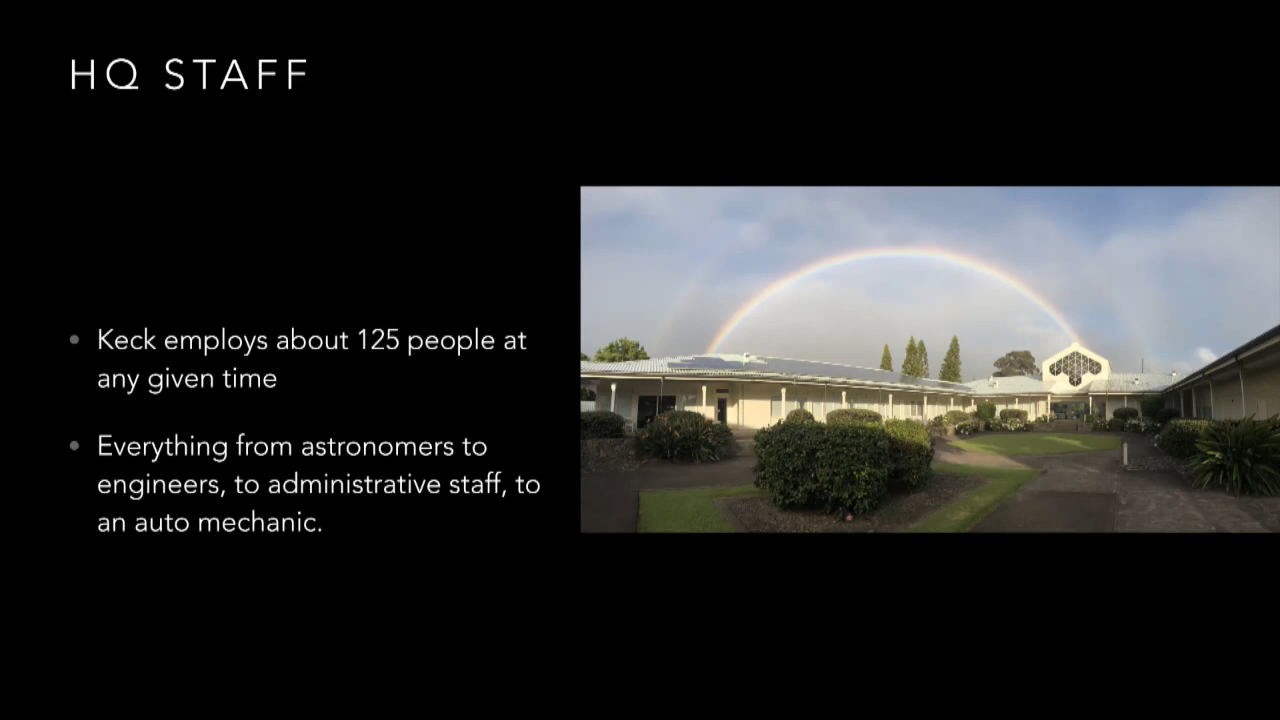 HQ STAFF
• Keck employs about 125 people at
any given time
• Everything from astronomers to
engineers, to administrative staff, to
an auto mechanic.